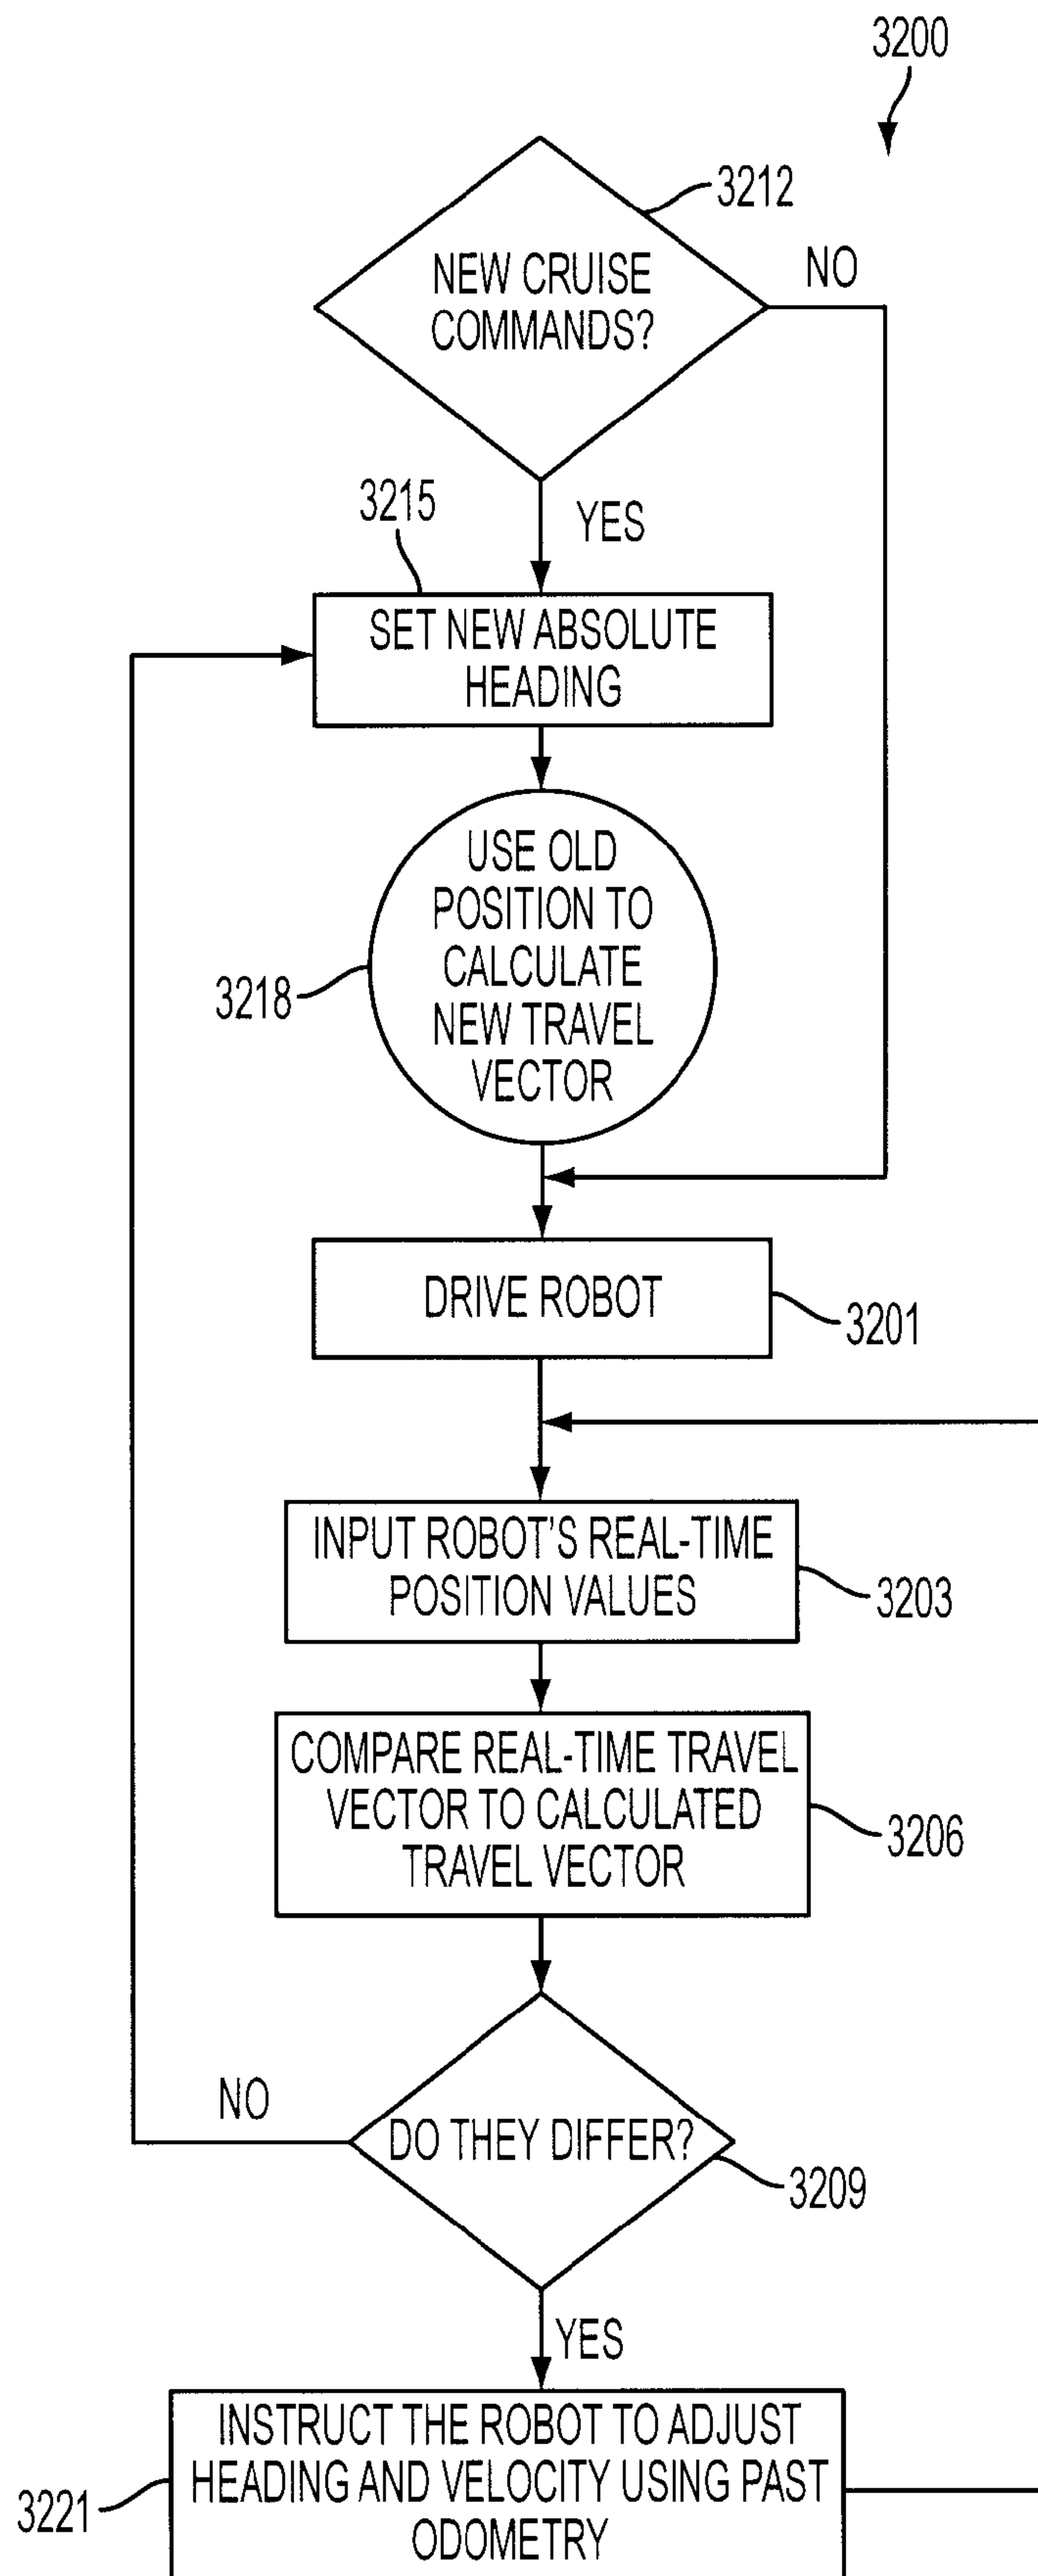 3200
3212
NEW CRUISE
COMMANDS?
NO
YES
3215
SET NEW ABSOLUTE
HEADING
USE OLD
POSITION TO
CALCULATE
NEW TRAVEL
VECTOR
3218
DRIVE ROBOT
3201
INPUT ROBOT'S REAL-TIME
POSITION VALUES
3203
COMPARE REAL-TIME TRAVEL
VECTOR TO CALCULATED
TRAVEL VECTOR
3206
NO
DO THEY DIFFER?
3209
YES
INSTRUCT THE ROBOT TO ADJUST
HEADING AND VELOCITY USING PAST
ODOMETRY
3221